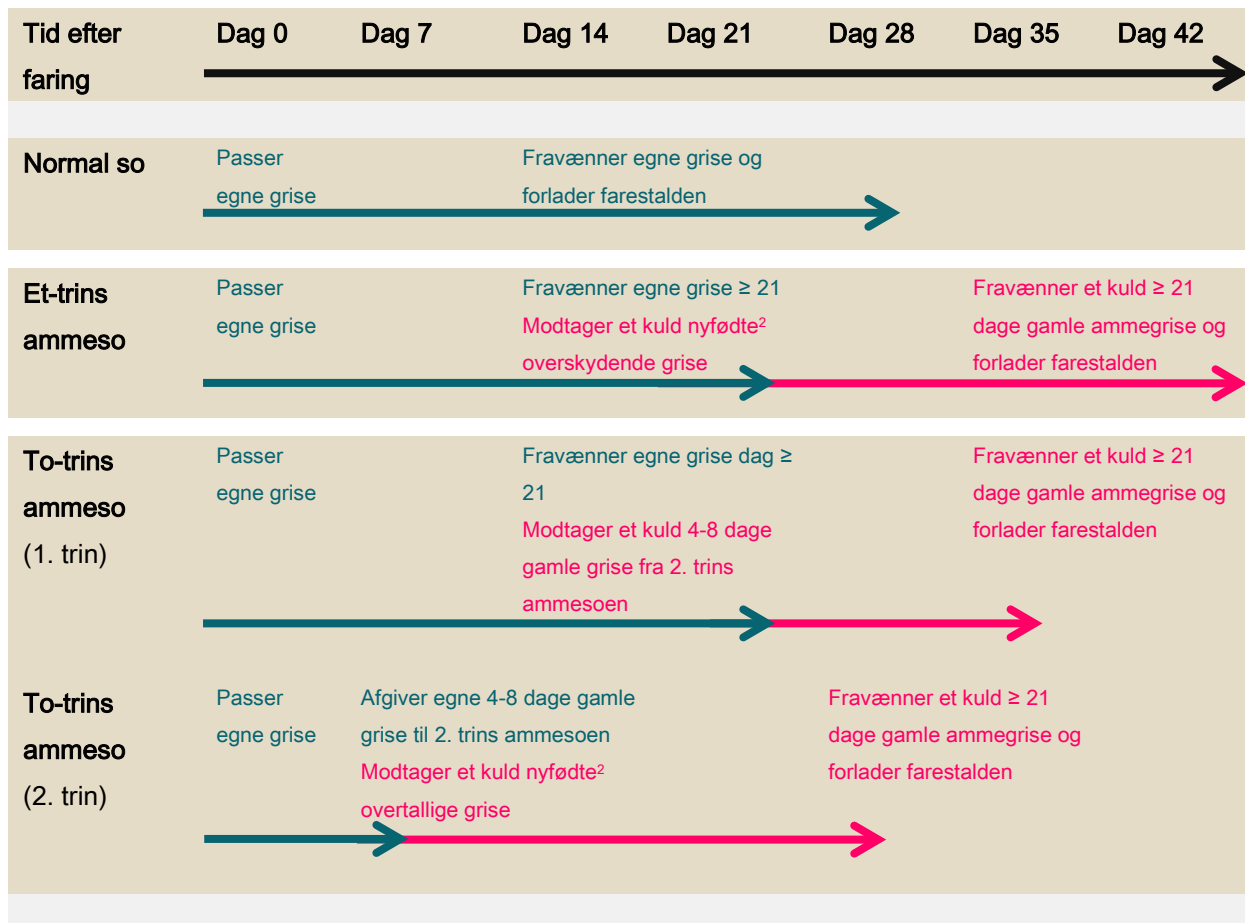 Tid efter Dag 0 Dag 7 Dag 14 Dag 21 Dag 28 Dag 35 Dag 42
faring
Normal so
Passer
egne grise
Fravænner egne grise og
forlader farestalden
Et-trins
ammeso
Passer
egne grise
Fravænner egne grise ≥ 21
Modtager et kuld nyfødte²
overskydende grise
Fravænner et kuld ≥ 21
dage gamle ammegrise og
forlader farestalden
To-trins
ammeso
(1. trin)
Passer
egne grise
Fravænner egne grise dag ≥
21
Modtager et kuld 4-8 dage
gamle grise fra 2. trins
ammesoen
Fravænner et kuld ≥ 21
dage gamle ammegrise og
forlader farestalden
To-trins
ammeso
(2. trin)
Passer
egne grise
Afgiver egne 4-8 dage gamle
grise til 2. trins ammesoen
Modtager et kuld nyfødte²
overtallige grise
Fravænner et kuld ≥ 21
dage gamle ammegrise og
forlader farestalden